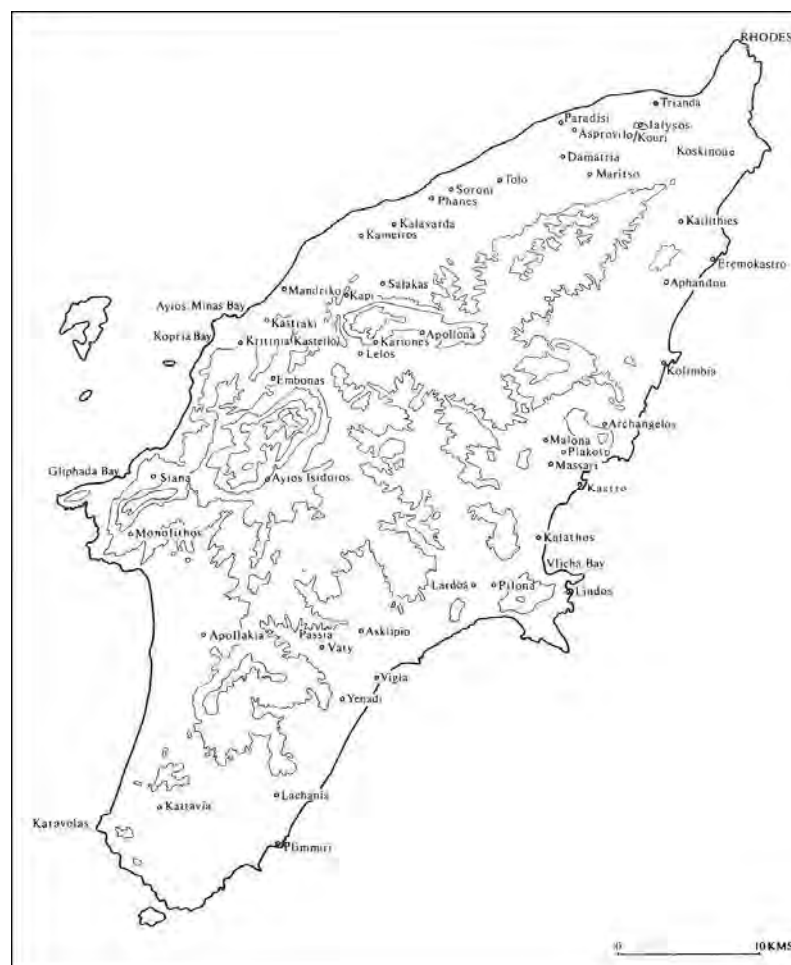 RHODES
Trianda
Paradisi
Ialysos
Asprovilo/
Kouri
Koskinou
Damatria
Maritsa
Tolo
Soroni
Phanes
Kalavarda
Kameiros
Kallithies
Eremokastro
Aphandou
Salakos
Mandriko
Kapi
Ayios Minas Bay
Kastraki
Apollona
Kopria Bay
Kritinia (Kastello)
Kariones
Lelos
Kolimbia
Embonas
Archangelos
Malona
Plakoto
Massari
Gliphada Bay
Siana
Ayios Isidoros
Kastro
Monolithos
Kalathos
Vlicha Bay
Lardos
Pilona
Lindos
Apollakia
Passia
Asklipio
Vaty
Vigla
Yenadi
Lachania
Kattavia
Karavolas
Plimmiri
0 10 KMS